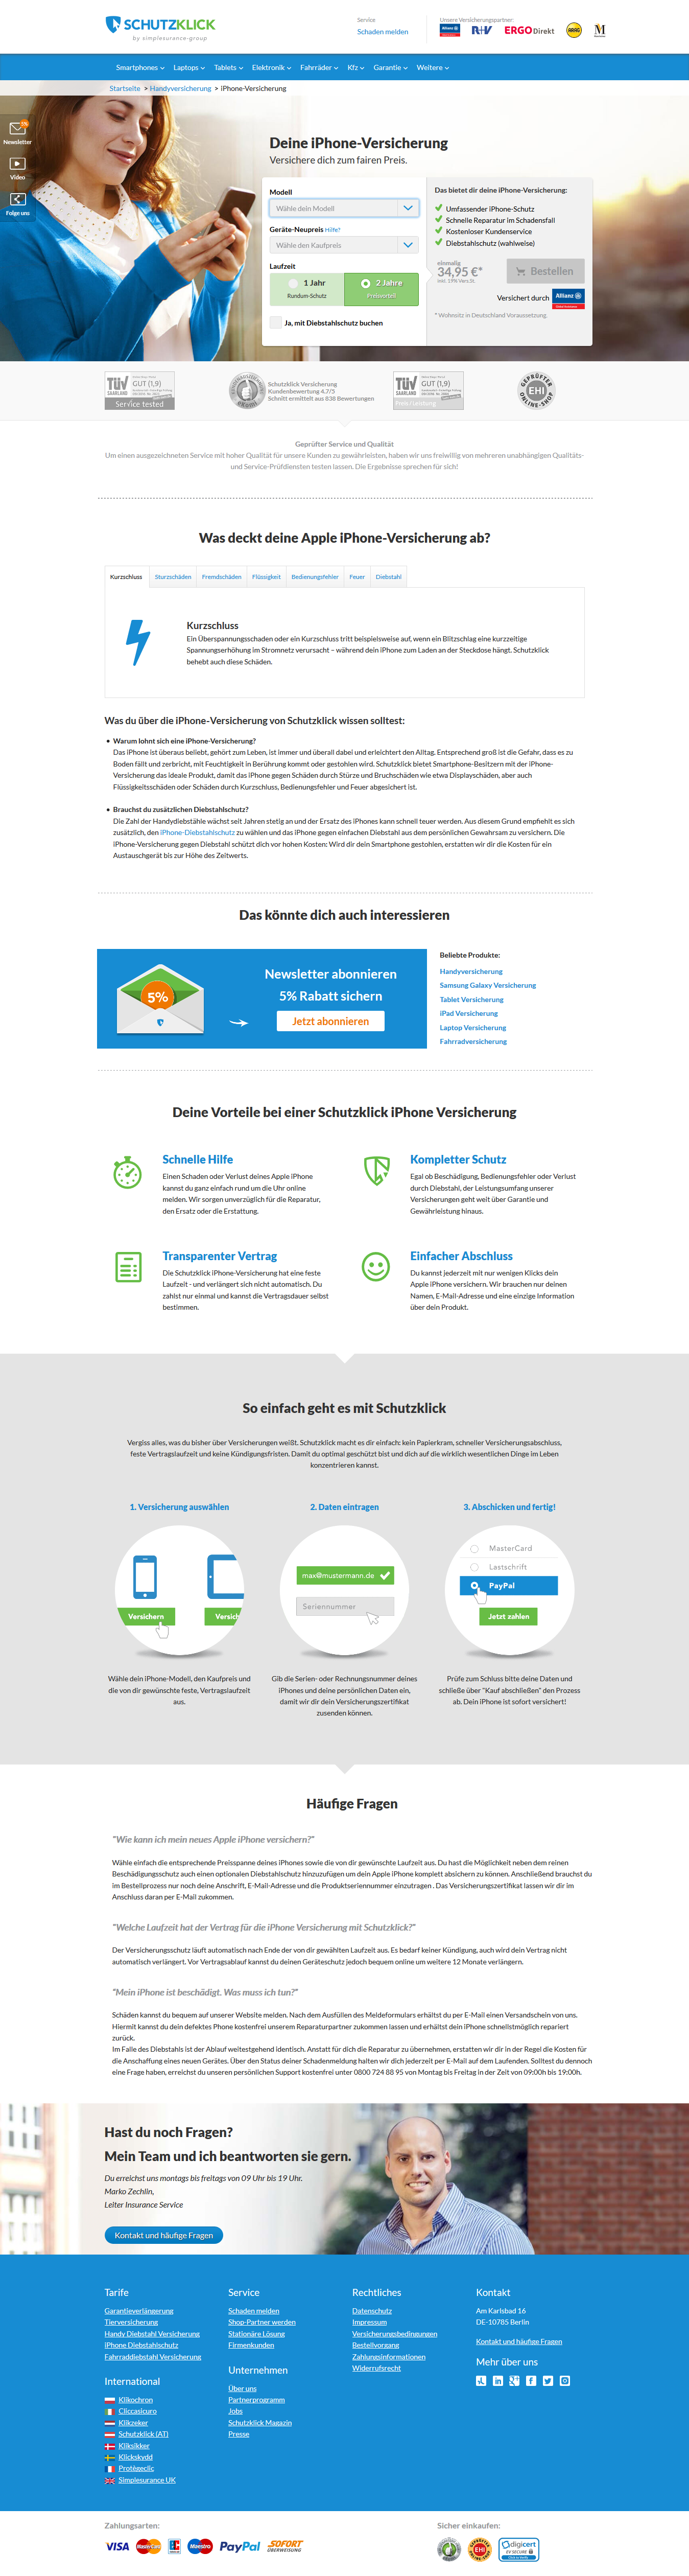 SCHUTZKLICK
by simplesurance-group
Service
Schaden melden
Unsere Versicherungspartner:
Allianz
R+V
ERGO Direkt
ARAG
M
Smartphones
Laptops
Tablets
Elektronik
Fahrräder
Kfz
Garantie
Weitere
Startseite > Handyversicherung > iPhone-Versicherung
5%
Newsletter
Video
Folge uns
Deine iPhone-Versicherung
Versichere dich zum fairen Preis.
Modell
Wähle dein Modell
Geräte-Neupreis Hilfe?
Wähle den Kaufpreis
Laufzeit
1 Jahr
Rundum-Schutz
2 Jahre
Preisvorteil
Ja, mit Diebstahlschutz buchen
Das bietet dir deine iPhone-Versicherung:
Umfassender iPhone-Schutz
Schnelle Reparatur im Schadensfall
Kostenloser Kundenservice
Diebstahlschutz (wahlweise)
einmalig
34,95 €*
inkl. 19% Vers.St.
Bestellen
Versichert durch
Allianz
* Wohnsitz in Deutschland Voraussetzung
TÜV
SAARLAND
GUT (1,9)
Service tested
Schutzklick Versicherung
Kundenbewertung 4.7/5
Schnitt ermittelt aus 838 Bewertungen
TÜV
SAARLAND
GUT (1,9)
Preis/Leistung
GEPRÜFTER
EHI
ONLINE-SHOP
Geprüfter Service und Qualität
Um einen ausgezeichneten Service mit hoher Qualität für unsere Kunden zu gewährleisten, haben wir uns freiwillig von mehreren unabhängigen Qualitäts-
und Service-Prüfdiensten testen lassen. Die Ergebnisse sprechen für sich!
Was deckt deine Apple iPhone-Versicherung ab?
Kurzschluss
Sturzschäden
Fremdschäden
Flüssigkeit
Bedienungsfehler
Feuer
Diebstahl
Kurzschluss
Ein Überspannungsschaden oder ein Kurzschluss tritt beispielsweise auf, wenn ein Blitzschlag eine kurzzeitige
Spannungserhöhung im Stromnetz verursacht – während dein iPhone zum Laden an der Steckdose hängt. Schutzklick
behebt auch diese Schäden.
Was du über die iPhone-Versicherung von Schutzklick wissen solltest:
• Warum lohnt sich eine iPhone-Versicherung?
Das iPhone ist überaus beliebt, gehört zum Leben, ist immer und überall dabei und erleichtert den Alltag. Entsprechend groß ist die Gefahr, dass es zu
Boden fällt und zerbricht, mit Feuchtigkeit in Berührung kommt oder gestohlen wird. Schutzklick bietet Smartphone-Besitzern mit der iPhone-
Versicherung das ideale Produkt, damit das iPhone gegen Schäden durch Stürze und Bruchschäden wie etwa Displayschäden, aber auch
Flüssigkeitsschäden oder Schäden durch Kurzschluss, Bedienungsfehler und Feuer abgesichert ist.
• Brauchst du zusätzlichen Diebstahlschutz?
Die Zahl der Handydiebstähle wächst seit Jahren stetig an und der Ersatz des iPhones kann schnell teuer werden. Aus diesem Grund empfiehlt es sich
zusätzlich, den iPhone-Diebstahlschutz zu wählen und das iPhone gegen einfachen Diebstahl aus dem persönlichen Gewahrsam zu versichern. Die
iPhone-Versicherung gegen Diebstahl schützt dich vor hohen Kosten: Wird dir dein Smartphone gestohlen, erstatten wir dir die Kosten für ein
Austauschgerät bis zur Höhe des Zeitwerts.
Das könnte dich auch interessieren
5%
Newsletter abonnieren
5% Rabatt sichern
Jetzt abonnieren
Beliebte Produkte:
Handyversicherung
Samsung Galaxy Versicherung
Tablet Versicherung
iPad Versicherung
Laptop Versicherung
Fahrradversicherung
Deine Vorteile bei einer Schutzklick iPhone Versicherung
Schnelle Hilfe
Einen Schaden oder Verlust deines Apple iPhone
kannst du ganz einfach rund um die Uhr online
melden. Wir sorgen unverzüglich für die Reparatur,
den Ersatz oder die Erstattung.
Kompletter Schutz
Egal ob Beschädigung, Bedienungsfehler oder Verlust
durch Diebstahl, der Leistungsumfang unserer
Versicherungen geht weit über Garantie und
Gewährleistung hinaus.
Transparenter Vertrag
Die Schutzklick iPhone-Versicherung hat eine feste
Laufzeit - und verlängert sich nicht automatisch. Du
zahlst nur einmal und kannst die Vertragsdauer selbst
bestimmen.
Einfacher Abschluss
Du kannst jederzeit mit nur wenigen Klicks dein
Apple iPhone versichern. Wir brauchen nur deinen
Namen, E-Mail-Adresse und eine einzige Information
über dein Produkt.
So einfach geht es mit Schutzklick
Vergiss alles, was du bisher über Versicherungen weißt. Schutzklick macht es dir einfach: kein Papierkram, schneller Versicherungsabschluss,
feste Vertragslaufzeit und keine Kündigungsfristen. Damit du optimal geschützt bist und dich auf die wirklich wesentlichen Dinge im Leben
konzentrieren kannst.
1. Versicherung auswählen
Versichern
Versich
Wähle dein iPhone-Modell, den Kaufpreis und
die von dir gewünschte feste, Vertragslaufzeit
aus.
2. Daten eintragen
max@mustermann.de
Seriennummer
Gib die Serien- oder Rechnungsnummer deines
iPhones und deine persönlichen Daten ein,
damit wir dir dein Versicherungszertifikat
zusenden können.
3. Abschicken und fertig!
MasterCard
Lastschrift
PayPal
Jetzt zahlen
Prüfe zum Schluss bitte deine Daten und
schließe über "Kauf abschließen" den Prozess
ab. Dein iPhone ist sofort versichert!
Häufige Fragen
"Wie kann ich mein neues Apple iPhone versichern?"
Wähle einfach die entsprechende Preisspanne deines iPhones sowie die von dir gewünschte Laufzeit aus. Du hast die Möglichkeit neben dem reinen
Beschädigungsschutz auch einen optionalen Diebstahlschutz hinzuzufügen um dein Apple iPhone komplett absichern zu können. Anschließend brauchst du
im Bestellprozess nur noch deine Anschrift, E-Mail-Adresse und die Produktseriennummer einzutragen . Das Versicherungszertifikat lassen wir dir im
Anschluss daran per E-Mail zukommen.
"Welche Laufzeit hat der Vertrag für die iPhone Versicherung mit Schutzklick?"
Der Versicherungsschutz läuft automatisch nach Ende der von dir gewählten Laufzeit aus. Es bedarf keiner Kündigung, auch wird dein Vertrag nicht
automatisch verlängert. Vor Vertragsablauf kannst du deinen Geräteschutz jedoch bequem online um weitere 12 Monate verlängern.
"Mein iPhone ist beschädigt. Was muss ich tun?"
Schäden kannst du bequem auf unserer Website melden. Nach dem Ausfüllen des Meldeformulars erhältst du per E-Mail einen Versandschein von uns.
Hiermit kannst du dein defektes Phone kostenfrei unserem Reparaturpartner zukommen lassen und erhältst dein iPhone schnellstmöglich repariert
zurück.
Im Falle des Diebstahls ist der Ablauf weitestgehend identisch. Anstatt für dich die Reparatur zu übernehmen, erstatten wir dir in der Regel die Kosten für
die Anschaffung eines neuen Gerätes. Über den Status deiner Schadenmeldung halten wir dich jederzeit per E-Mail auf dem Laufenden. Solltest du dennoch
eine Frage haben, erreichst du unseren persönlichen Support kostenfrei unter 0800 724 88 95 von Montag bis Freitag in der Zeit von 09:00h bis 19:00h.
Hast du noch Fragen?
Mein Team und ich beantworten sie gern.
Du erreichst uns montags bis freitags von 09 Uhr bis 19 Uhr.
Marko Zechlin,
Leiter Insurance Service
Kontakt und häufige Fragen
Tarife
Garantieverlängerung
Tierversicherung
Handy Diebstahl Versicherung
iPhone Diebstahlschutz
Fahrraddiebstahl Versicherung
International
Klikochron
Cliccasicuro
Klikzeker
Schutzklick (AT)
Kliksikker
Klickskydd
Protégeclic
Simplesurance UK
Service
Schaden melden
Shop-Partner werden
Stationäre Lösung
Firmenkunden
Unternehmen
Über uns
Partnerprogramm
Jobs
Schutzklick Magazin
Presse
Rechtliches
Datenschutz
Impressum
Versicherungsbedingungen
Bestellvorgang
Zahlungsinformationen
Widerrufsrecht
Kontakt
Am Karlsbad 16
DE-10785 Berlin
Kontakt und häufige Fragen
Mehr über uns
Zahlungsarten:
VISA
MasterCard
Maestro
PayPal
SOFORT
ÜBERWEISUNG
Sicher einkaufen:
EHI
digicert
EV SECURE